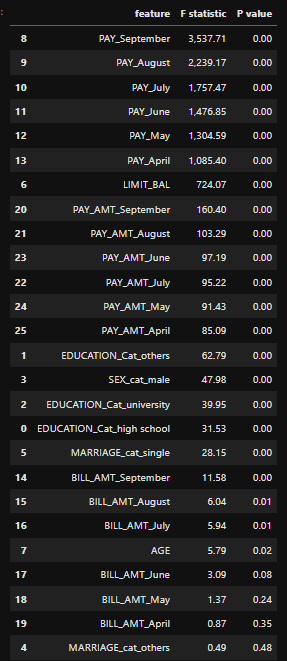 feature F statistic P value
8 PAY_September 3,537.71 0.00
9 PAY_August 2,239.17 0.00
10 PAY_July 1,757.47 0.00
11 PAY_June 1,476.85 0.00
12 PAY_May 1,304.59 0.00
13 PAY_April 1,085.40 0.00
6 LIMIT_BAL 724.07 0.00
20 PAY_AMT_September 160.40 0.00
21 PAY_AMT_August 103.29 0.00
23 PAY_AMT_June 97.19 0.00
22 PAY_AMT_July 95.22 0.00
24 PAY_AMT_May 91.43 0.00
25 PAY_AMT_April 85.09 0.00
1 EDUCATION_Cat_others 62.79 0.00
3 SEX_cat_male 47.98 0.00
2 EDUCATION_Cat_university 39.95 0.00
0 EDUCATION_Cat_high school 31.53 0.00
5 MARRIAGE_cat_single 28.15 0.00
14 BILL_AMT_September 11.58 0.00
15 BILL_AMT_August 6.04 0.01
16 BILL_AMT_July 5.94 0.01
7 AGE 5.79 0.02
17 BILL_AMT_June 3.09 0.08
18 BILL_AMT_May 1.37 0.24
19 BILL_AMT_April 0.87 0.35
4 MARRIAGE_cat_others 0.49 0.48